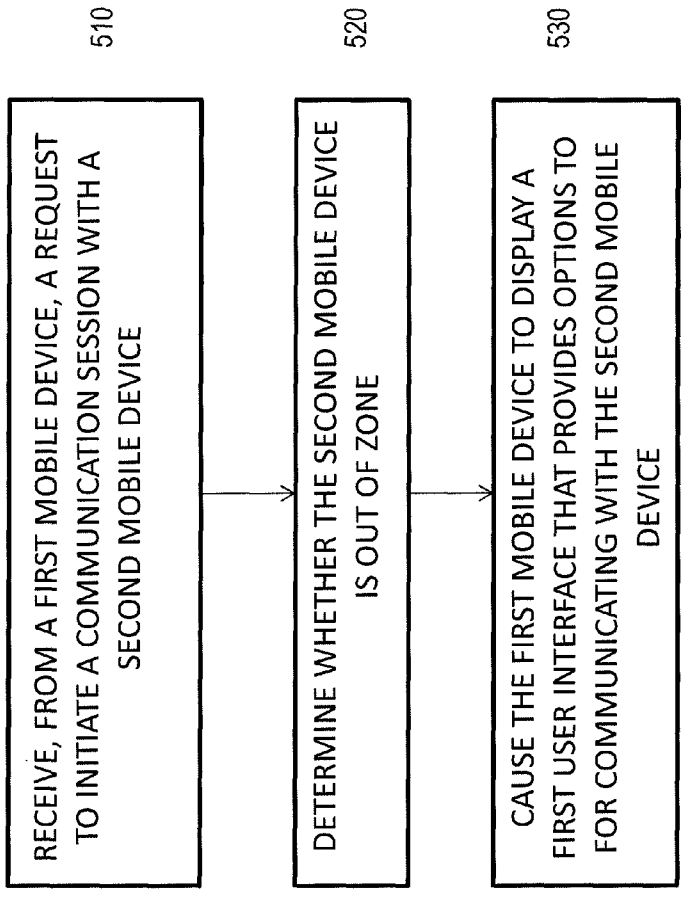 RECEIVE, FROM A FIRST MOBILE DEVICE, A REQUEST
TO INITIATE A COMMUNICATION SESSION WITH A
SECOND MOBILE DEVICE
510
DETERMINE WHETHER THE SECOND MOBILE DEVICE
IS OUT OF ZONE
520
CAUSE THE FIRST MOBILE DEVICE TO DISPLAY A
FIRST USER INTERFACE THAT PROVIDES OPTIONS TO
FOR COMMUNICATING WITH THE SECOND MOBILE
DEVICE
530